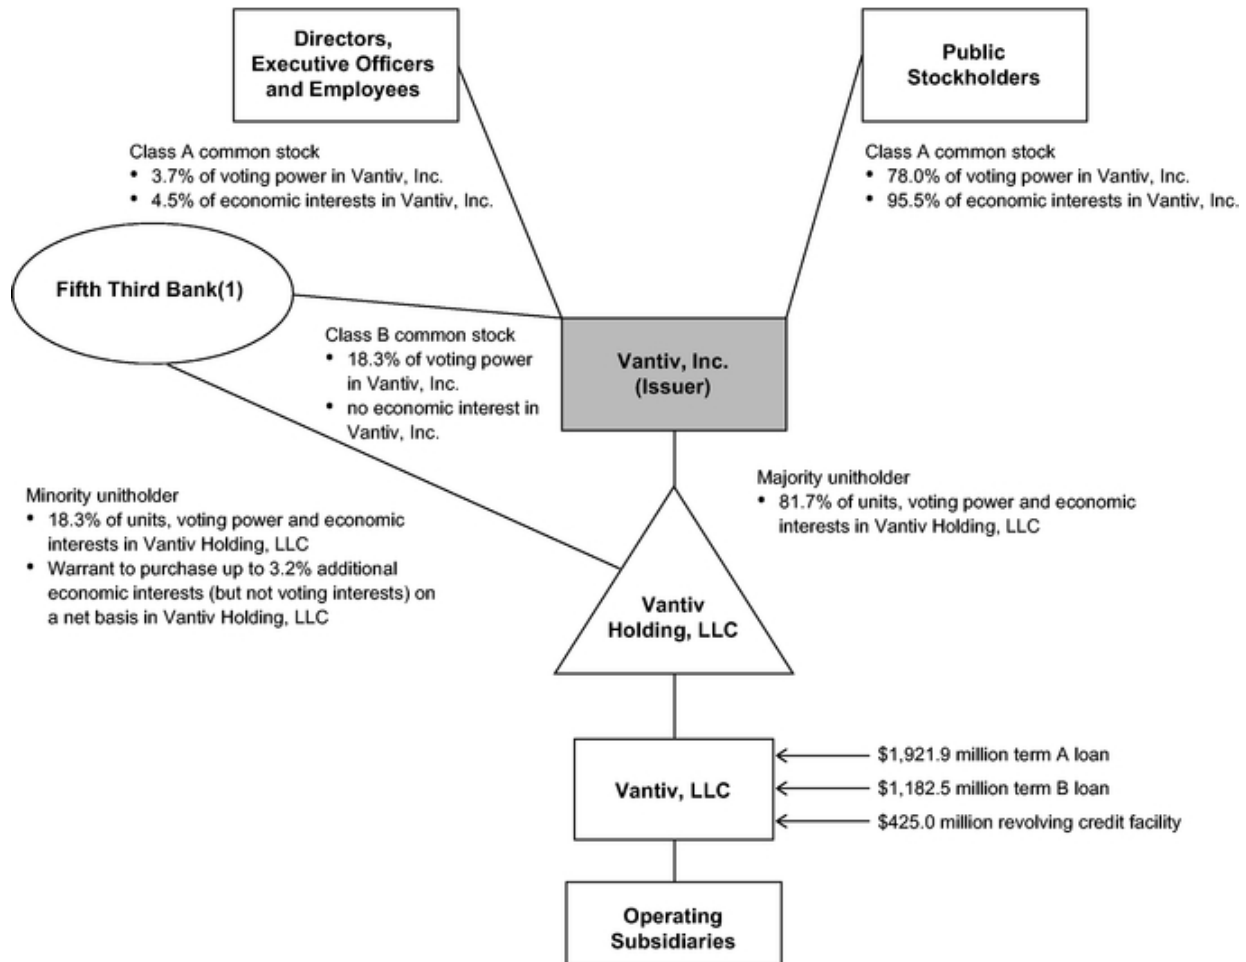 Directors,
Executive Officers
and Employees
Public
Stockholders
Class A common stock
• 3.7% of voting power in Vantiv, Inc.
• 4.5% of economic interests in Vantiv, Inc.
Class A common stock
• 78.0% of voting power in Vantiv, Inc.
• 95.5% of economic interests in Vantiv, Inc.
Fifth Third Bank(1)
Class B common stock
• 18.3% of voting power
in Vantiv, Inc.
• no economic interest in
Vantiv, Inc.
Vantiv, Inc.
(Issuer)
Minority unitholder
• 18.3% of units, voting power and economic
interests in Vantiv Holding, LLC
• Warrant to purchase up to 3.2% additional
economic interests (but not voting interests) on
a net basis in Vantiv Holding, LLC
Majority unitholder
• 81.7% of units, voting power and economic
interests in Vantiv Holding, LLC
Vantiv
Holding, LLC
Vantiv, LLC
$1,921.9 million term A loan
$1,182.5 million term B loan
$425.0 million revolving credit facility
Operating
Subsidiaries